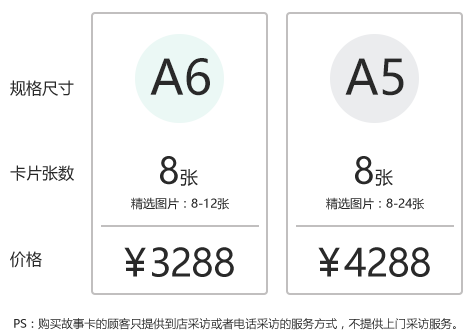 规格尺寸 A6 A5
卡片张数 8张 8张
精选图片：8-12张 精选图片：8-24张
价格 ¥3288 ¥4288
PS：购买故事卡的顾客只提供到店采访或者电话采访的服务方式，不提供上门采访服务。